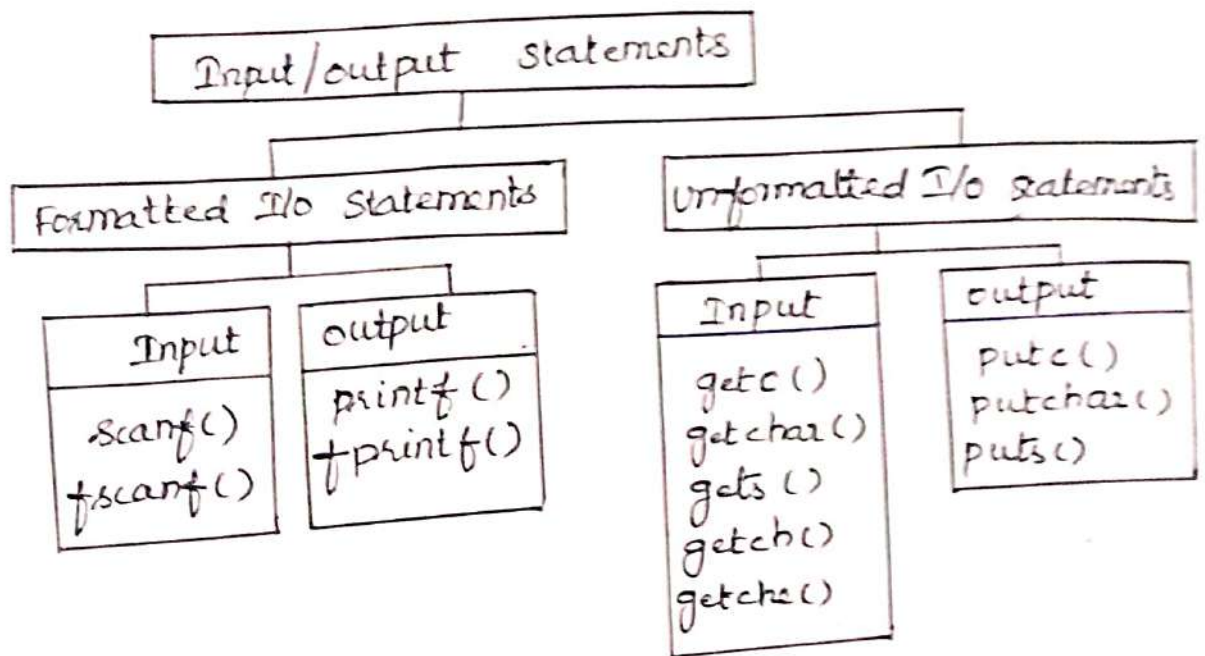 Input/output statements
Formatted I/o Statements
unformatted I/o statements
Input
scanf()
fscanf()
output
printf()
fprintf()
Input
getc()
getchar()
gets()
getch()
getche()
output
putc()
putchar()
puts()